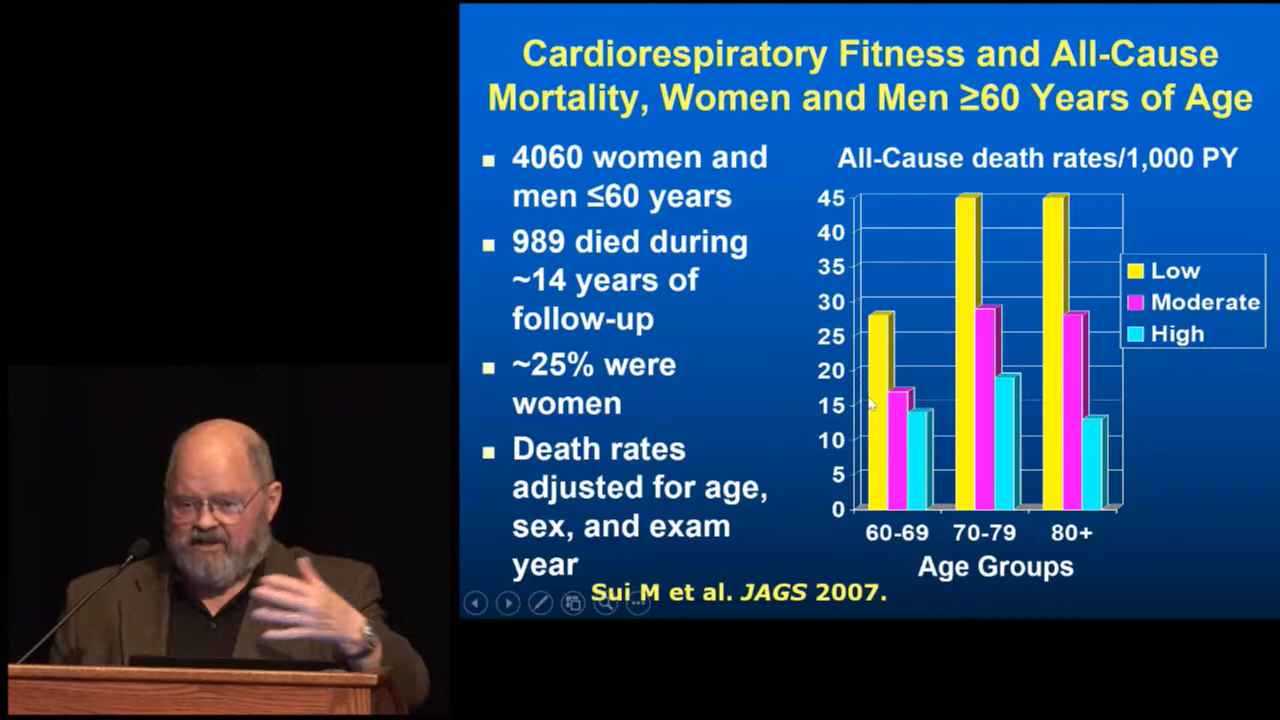 Cardiorespiratory Fitness and All-Cause
Mortality, Women and Men ≥60 Years of Age
4060 women and
men ≤60 years
989 died during
~14 years of
follow-up
~25% were
women
Death rates
adjusted for age,
sex, and exam
year
All-Cause death rates/1,000 PY
45
40
35
30
25
20
15
10
5
0
60-69 70-79 80+
Age Groups
Low
Moderate
High
Sui M et al. JAGS 2007.